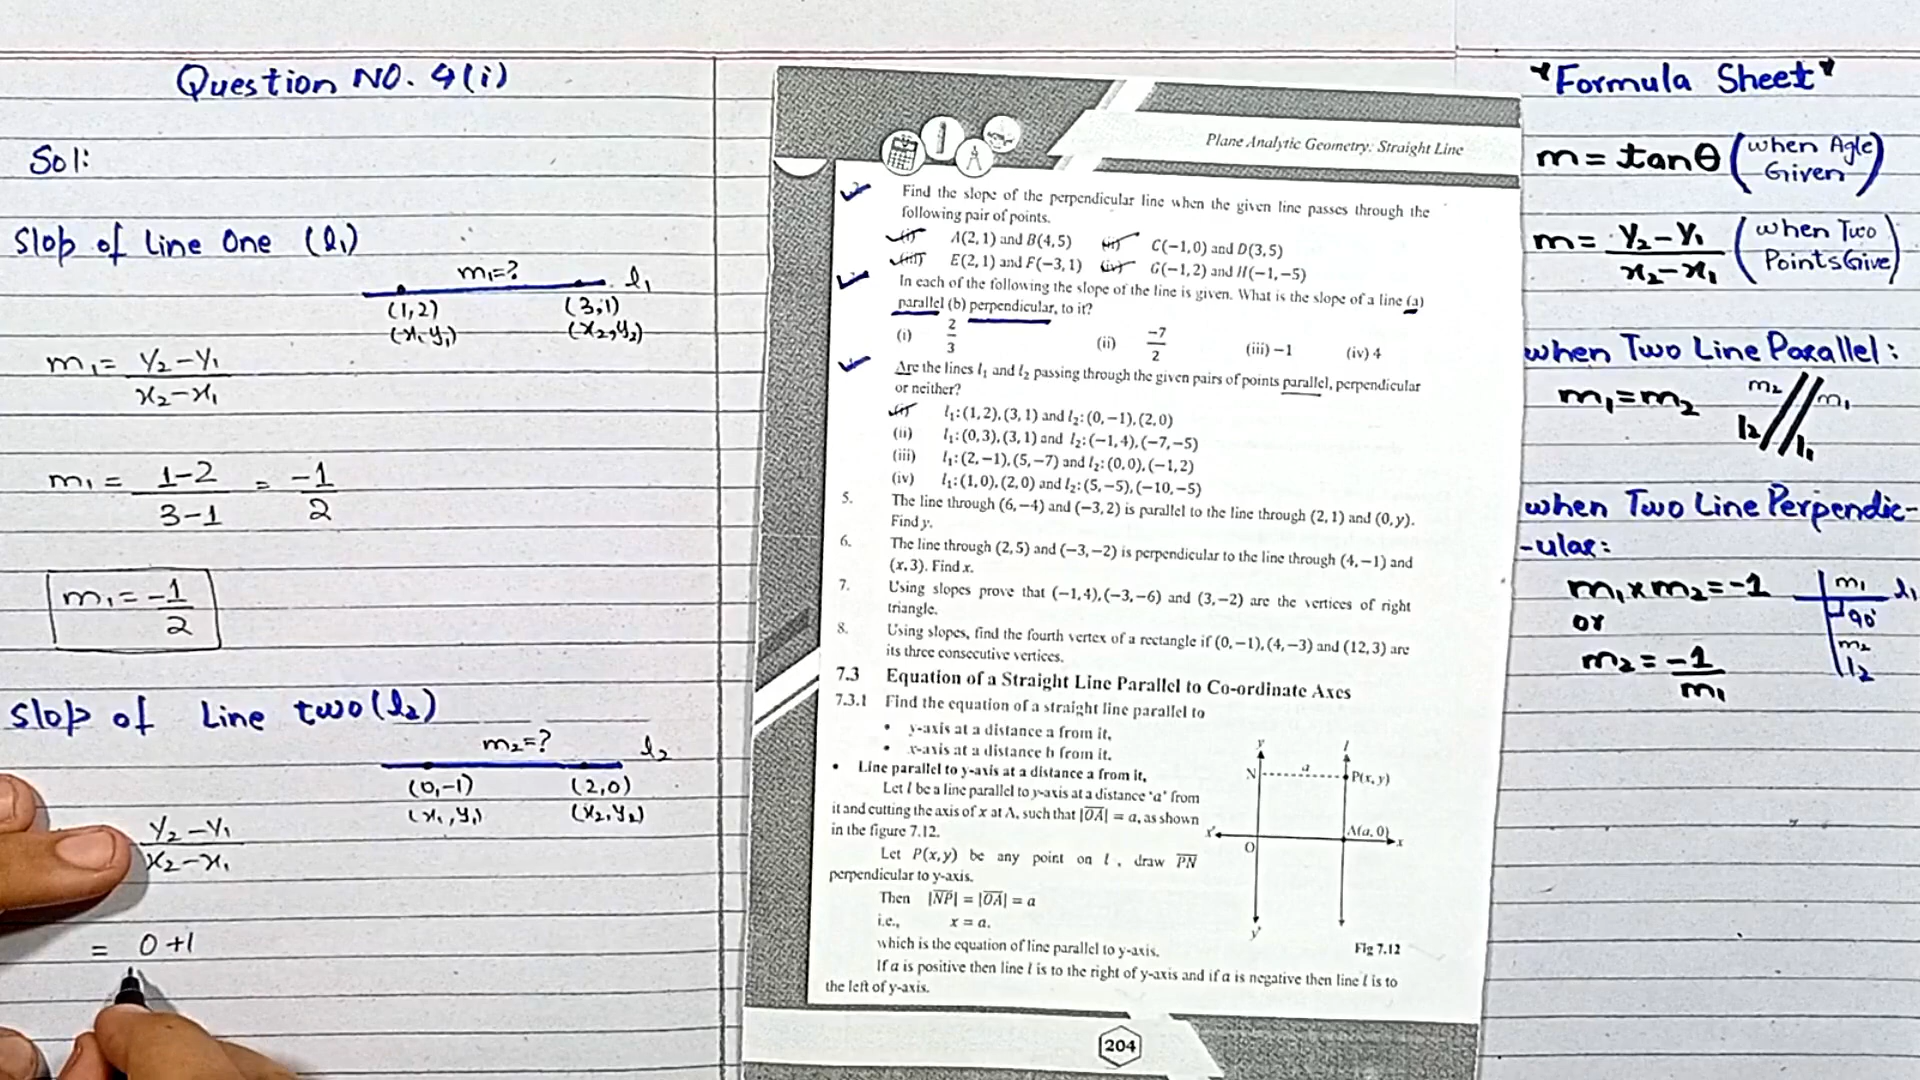 Question NO. 4(i)
Sol:
Slop of Line One (l₁)
m₁=?
l₁
(1,2)
(3,1)
(x₁ y₁)
(x₂,y₂)
m₁ = y₂-y₁
x₂-x₁
m₁ = 1-2 = -1
3-1 2
m₁ = -1
2
Slop of Line two (l₂)
m₂=?
l₂
(0,-1)
(2,0)
(x₁,y₁)
(x₂,y₂)
y₂-y₁
x₂-x₁
= 0+1
Plane Analytic Geometry: Straight Line
Find the slope of the perpendicular line when the given line passes through the
following pair of points.
(i) A(2, 1) and B(4, 5) (ii) C(−1, 0) and D(3, 5)
(iii) E(2, 1) and F(−3, 1) (iv) G(−1, 2) and H(−1, −5)
In each of the following the slope of the line is given. What is the slope of a line (a)
parallel (b) perpendicular, to it?
(i) 2/3 (ii) −7/2 (iii) −1 (iv) 4
Are the lines l₁ and l₂ passing through the given pairs of points parallel, perpendicular
or neither?
(i) l₁: (1, 2), (3, 1) and l₂: (0, −1), (2, 0)
(ii) l₁: (0, 3), (3, 1) and l₂: (−1, 4), (−7, −5)
(iii) l₁: (2, −1), (5, −7) and l₂: (0, 0), (−1, 2)
(iv) l₁: (1, 0), (2, 0) and l₂: (5, −5), (−10, −5)
5. The line through (6, −4) and (−3, 2) is parallel to the line through (2, 1) and (0, y).
Find y.
6. The line through (2, 5) and (−3, −2) is perpendicular to the line through (4, −1) and
(x, 3). Find x.
7. Using slopes prove that (−1, 4), (−3, −6) and (3, −2) are the vertices of right
triangle.
8. Using slopes, find the fourth vertex of a rectangle if (0, −1), (4, −3) and (12, 3) are
its three consecutive vertices.
7.3 Equation of a Straight Line Parallel to Co-ordinate Axes
7.3.1 Find the equation of a straight line parallel to
• y-axis at a distance a from it,
• x-axis at a distance b from it.
• Line parallel to y-axis at a distance a from it,
Let l be a line parallel to y-axis at a distance 'a' from
it and cutting the axis of x at A, such that |OA| = a, as shown
in the figure 7.12.
Let P(x, y) be any point on l, draw PN
perpendicular to y-axis.
Then |NP| = |OA| = a
i.e., x = a.
which is the equation of line parallel to y-axis.
If a is positive then line l is to the right of y-axis and if a is negative then line l is to
the left of y-axis.
y
l
N
a
P(x, y)
x'
A(a, 0)
x
O
y'
Fig 7.12
204
"Formula Sheet"
m = tanθ (when Agle
Given)
m = y₂-y₁ (when Two
x₂-x₁ Points Give)
when Two Line Parallel:
m₁=m₂
m₂
m₁
l₂
l₁
when Two Line Perpendic-
-ular:
m₁×m₂=-1
or
m₂ = -1
m₁
m₁
l₁
90°
m₂
l₂